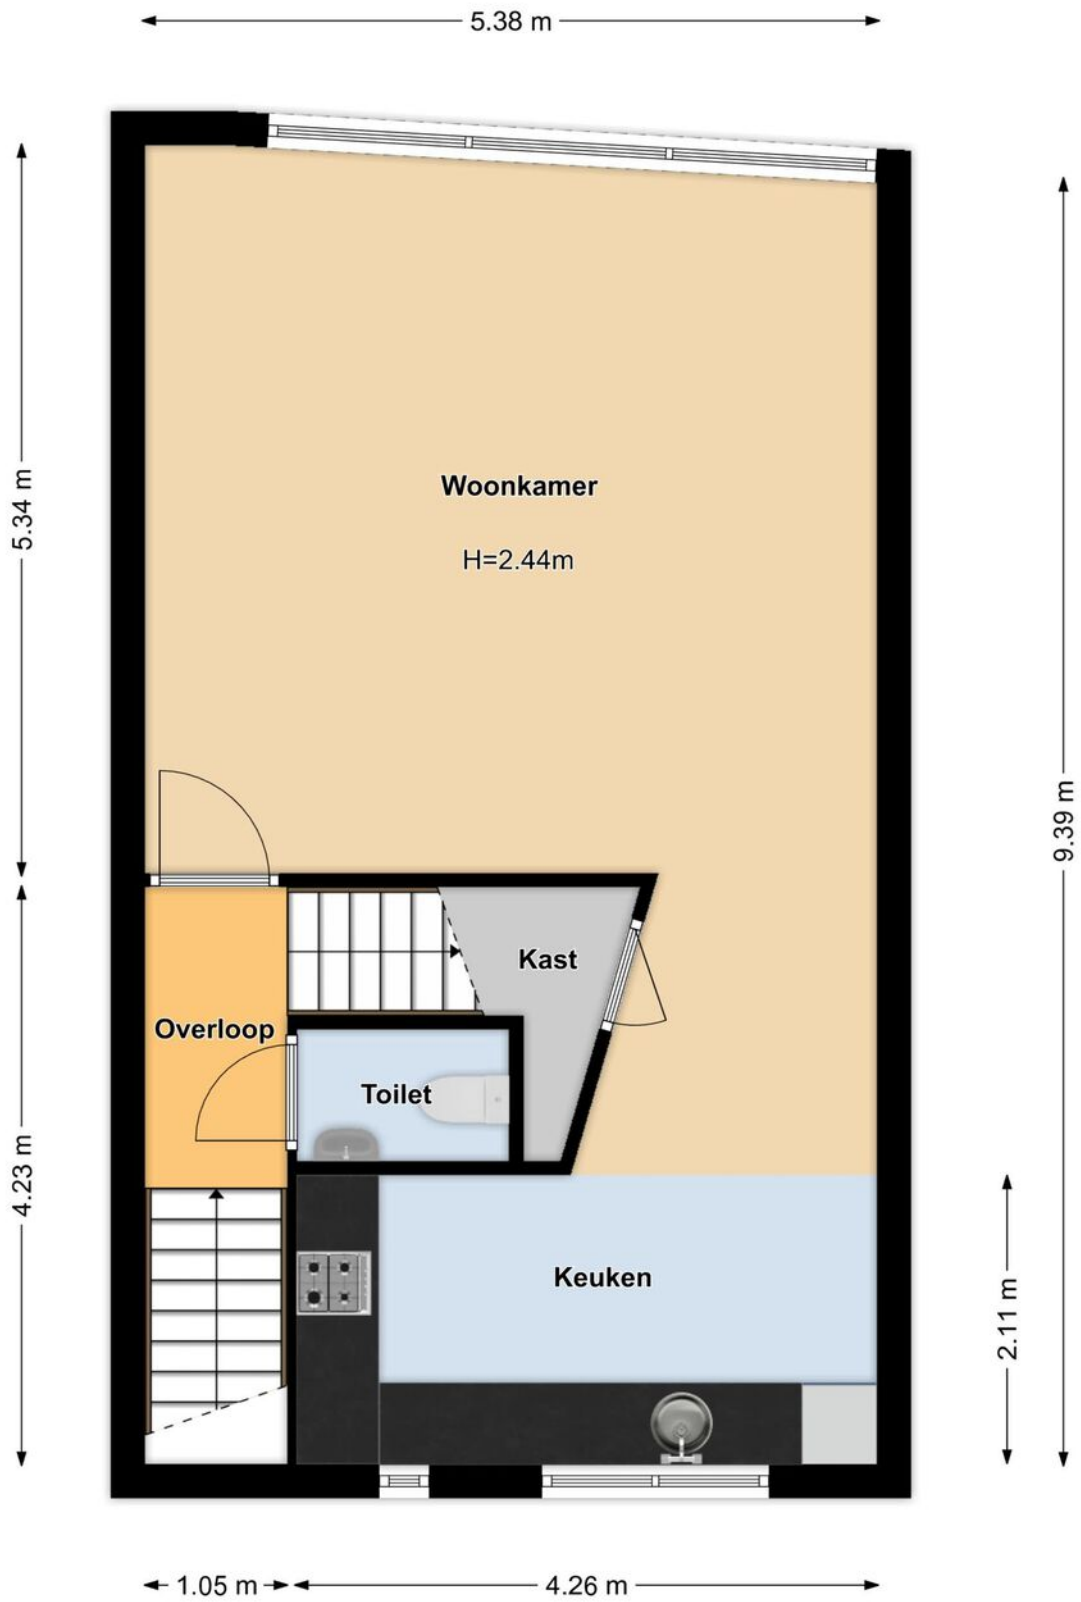 5.38 m
5.34 m
Woonkamer
H=2.44m
9.39 m
Kast
Overloop
Toilet
4.23 m
Keuken
2.11 m
1.05 m
4.26 m